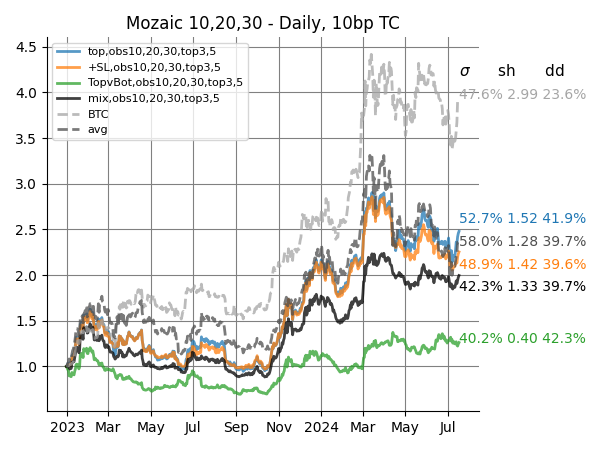 Mozaic 10,20,30 - Daily, 10bp TC
top,obs10,20,30,top3,5
+SL,obs10,20,30,top3,5
TopvBot,obs10,20,30,top3,5
mix,obs10,20,30,top3,5
BTC
avg
σ sh dd
47.6% 2.99 23.6%
52.7% 1.52 41.9%
58.0% 1.28 39.7%
48.9% 1.42 39.6%
42.3% 1.33 39.7%
40.2% 0.40 42.3%
4.5
4.0
3.5
3.0
2.5
2.0
1.5
1.0
2023 Mar May Jul Sep Nov 2024 Mar May Jul